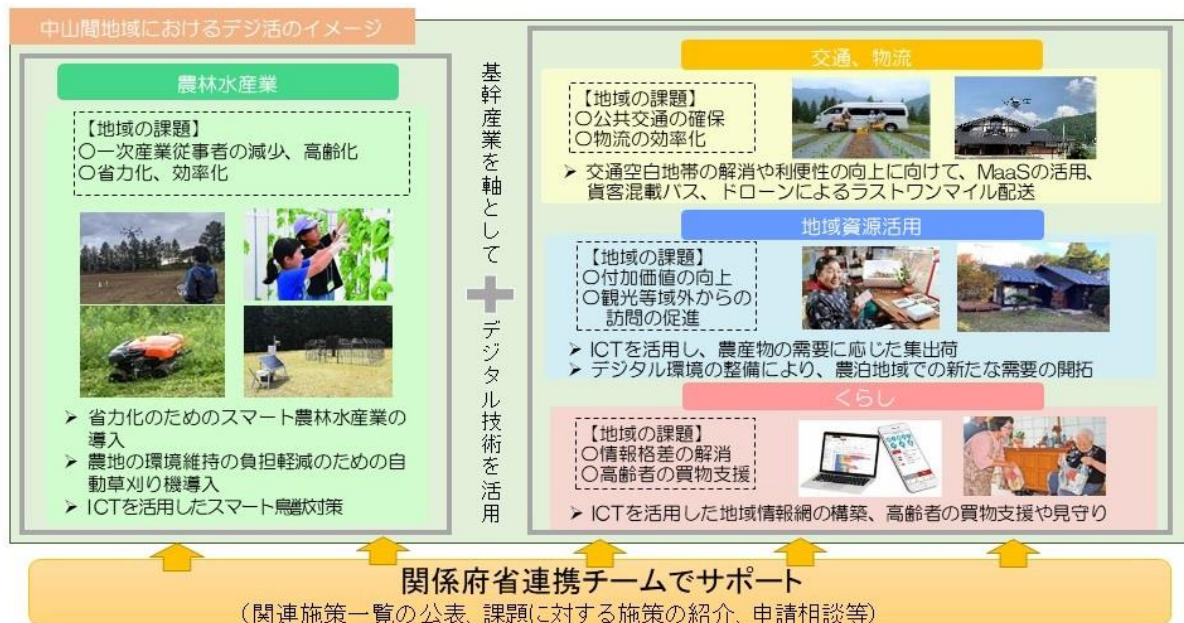 中山間地域におけるデジ活のイメージ
農林水産業
【地域の課題】
○一次産業従事者の減少、高齢化
○省力化、効率化
➢ 省力化のためのスマート農林水産業の
導入
➢ 農地の環境維持の負担軽減のための自
動草刈り機導入
➢ ICTを活用したスマート鳥獣対策
基幹産業を軸として
＋
デジタル技術を活用
交通、物流
【地域の課題】
○公共交通の確保
○物流の効率化
➢ 交通空白地帯の解消や利便性の向上に向けて、MaaSの活用、
貨客混載バス、ドローンによるラストワンマイル配送
地域資源活用
【地域の課題】
○付加価値の向上
○観光等域外からの
訪問の促進
➢ ICTを活用し、農産物の需要に応じた集出荷
➢ デジタル環境の整備により、農泊地域での新たな需要の開拓
くらし
【地域の課題】
○情報格差の解消
○高齢者の買物支援
➢ ICTを活用した地域情報網の構築、高齢者の買物支援や見守り
関係府省連携チームでサポート
（関連施策一覧の公表、課題に対する施策の紹介、申請相談等）